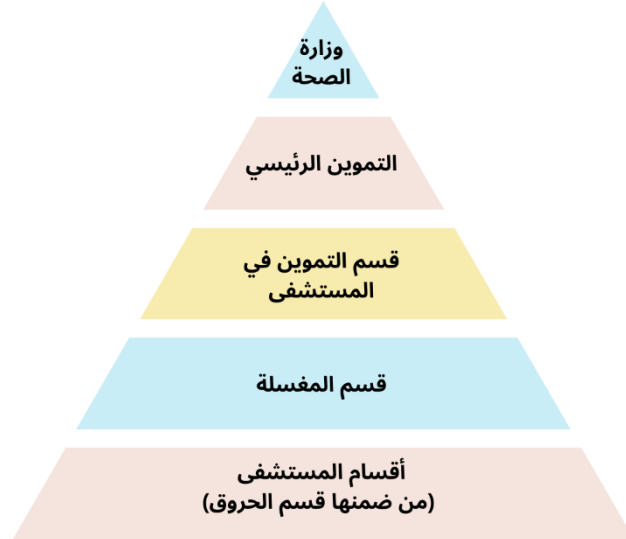 وزارة
الصحة
التموين الرئيسي
قسم التموين في
المستشفى
قسم المغسلة
أقسام المستشفى
(من ضمنها قسم الحروق)